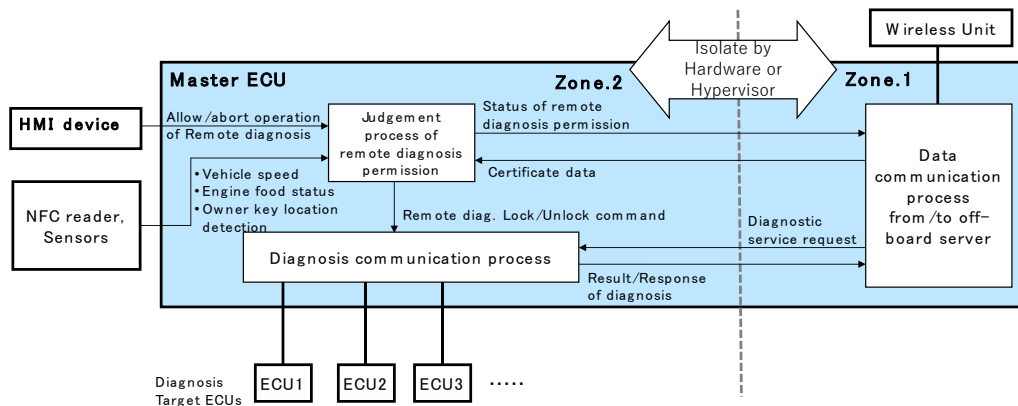 Wireless Unit
Isolate by
Hardware or
Hypervisor
Master ECU
Zone.2
Zone.1
HMI device
Allow/abort operation
of Remote diagnosis
Judgement
process of
remote diagnosis
permission
Status of remote
diagnosis permission
Certificate data
Data
communication
process
from/to off-
board server
NFC reader,
Sensors
•Vehicle speed
•Engine food status
•Owner key location
detection
Remote diag. Lock/Unlock command
Diagnostic
service request
Diagnosis communication process
Result/Response
of diagnosis
Diagnosis
Target ECUs
ECU1
ECU2
ECU3
.....